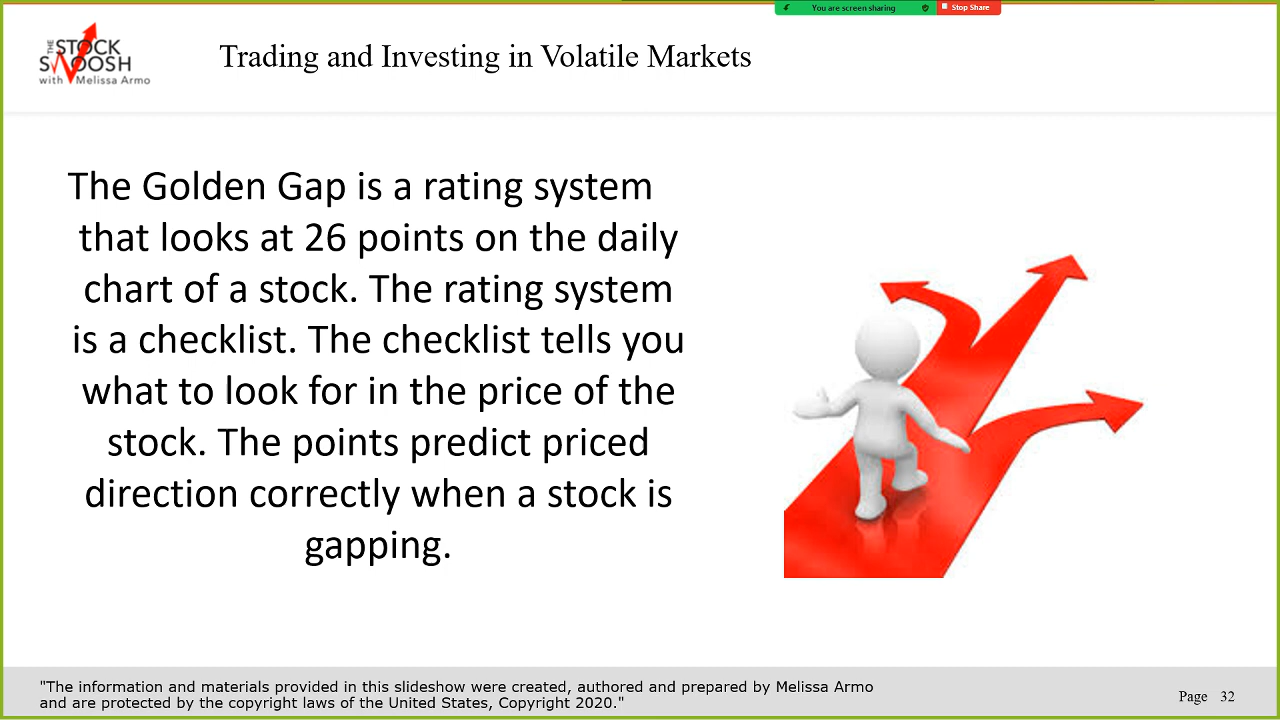 You are screen sharing
Stop Share
THE STOCK
SWOOSH
with Melissa Armo
Trading and Investing in Volatile Markets
The Golden Gap is a rating system
that looks at 26 points on the daily
chart of a stock. The rating system
is a checklist. The checklist tells you
what to look for in the price of the
stock. The points predict priced
direction correctly when a stock is
gapping.
"The information and materials provided in this slideshow were created, authored and prepared by Melissa Armo
and are protected by the copyright laws of the United States, Copyright 2020."
Page 32